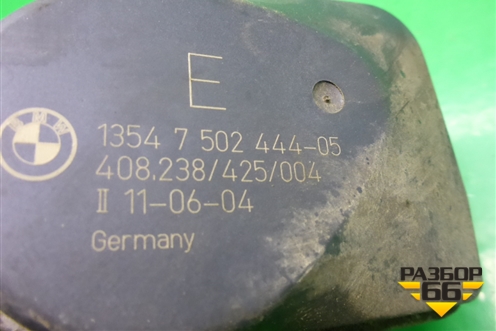 E
BMW
1354 7 502 444-05
408.238/425/004
II 11-06-04
Germany
РАЗБОР
66